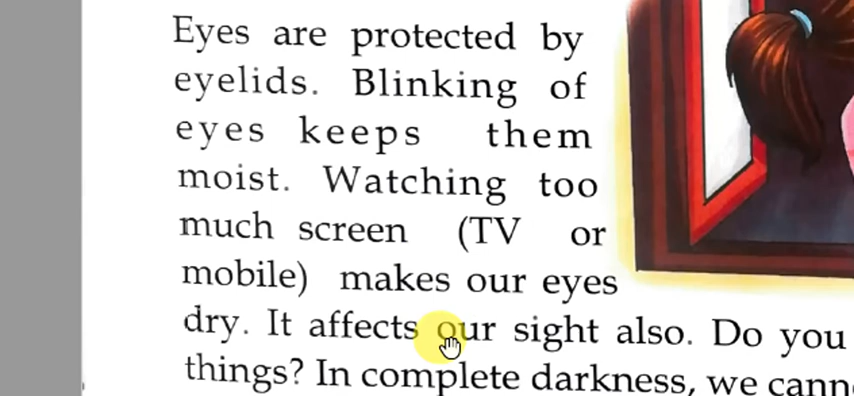 Eyes are protected by
eyelids. Blinking of
eyes keeps them
moist. Watching too
much screen (TV or
mobile) makes our eyes
dry. It affects our sight also. Do you
things? In complete darkness, we